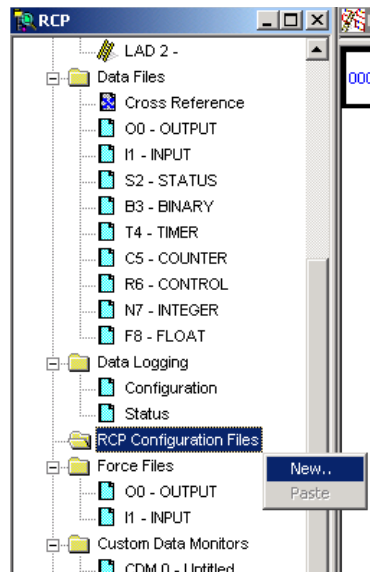 RCP
LAD 2 -
Data Files
Cross Reference
O0 - OUTPUT
I1 - INPUT
S2 - STATUS
B3 - BINARY
T4 - TIMER
C5 - COUNTER
R6 - CONTROL
N7 - INTEGER
F8 - FLOAT
Data Logging
Configuration
Status
RCP Configuration Files
New..
Force Files
Paste
O0 - OUTPUT
I1 - INPUT
Custom Data Monitors
CDM 0 - Untitled
000